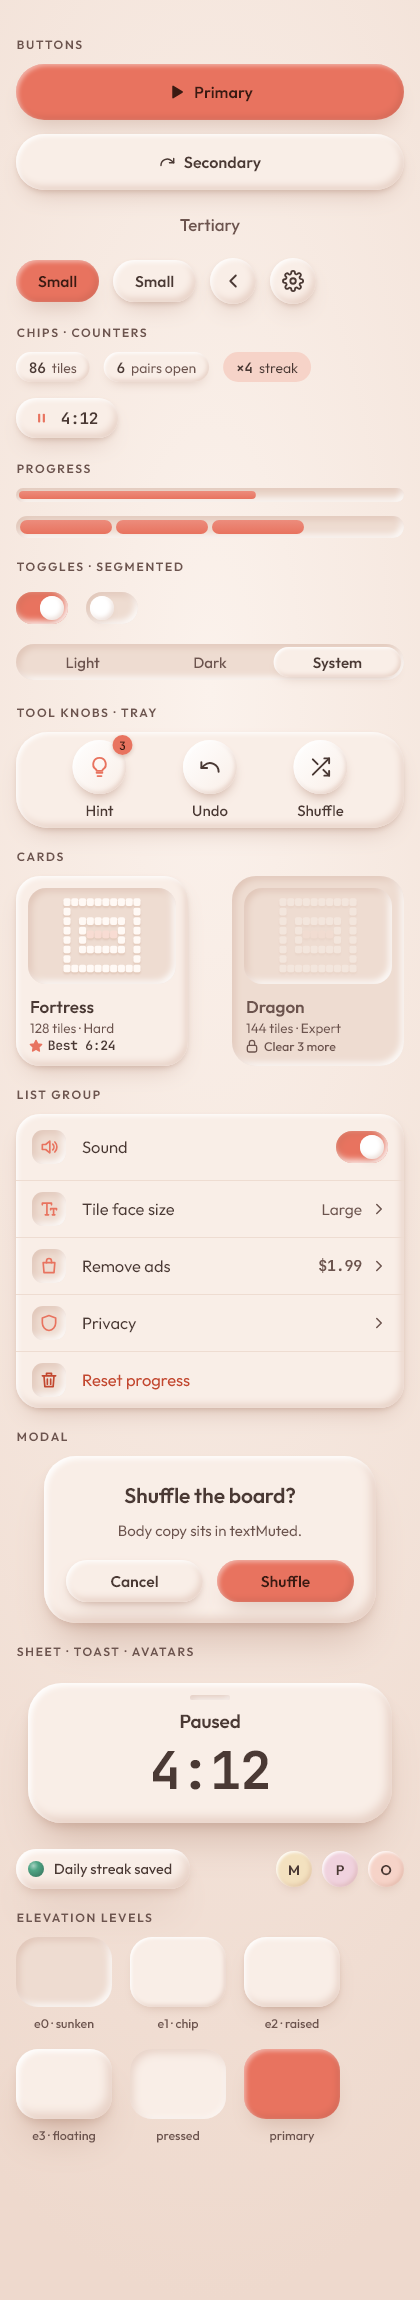 BUTTONS
Primary
Secondary
Tertiary
Small Small
CHIPS · COUNTERS
86 tiles 6 pairs open ×4 streak
4:12
PROGRESS
TOGGLES · SEGMENTED
Light Dark System
TOOL KNOBS · TRAY
3
Hint Undo Shuffle
CARDS
Fortress Dragon
128 tiles · Hard 144 tiles · Expert
Best 6:24 Clear 3 more
LIST GROUP
Sound
Tile face size Large
Remove ads $1.99
Privacy
Reset progress
MODAL
Shuffle the board?
Body copy sits in textMuted.
Cancel Shuffle
SHEET · TOAST · AVATARS
Paused
4:12
Daily streak saved M P O
ELEVATION LEVELS
e0 · sunken e1 · chip e2 · raised
e3 · floating pressed primary